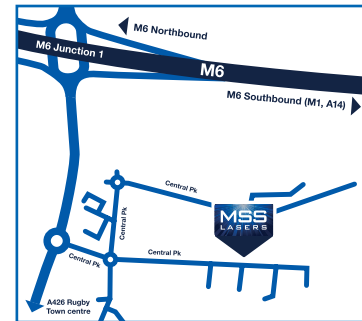 M6 Northbound
M6 Junction 1
M6
M6 Southbound (M1, A14)
Central Pk
MSS
LASERS
Central Pk
Central Pk
Central Pk
A426 Rugby
Town centre